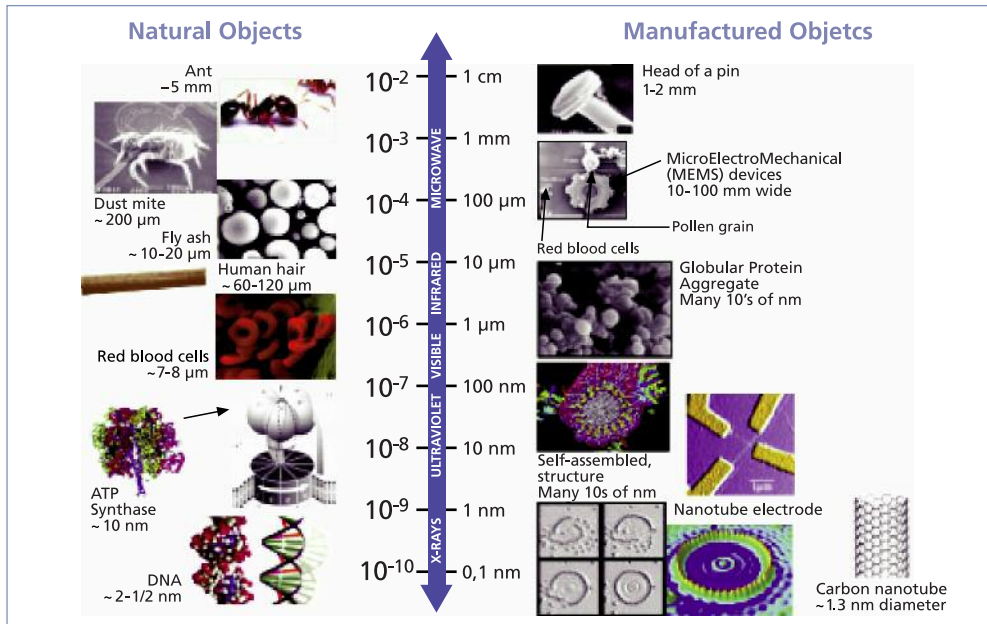 Natural Objects
Manufactured Objetcs
Ant
~5 mm
Dust mite
~200 µm
Fly ash
~ 10-20 µm
Human hair
~ 60-120 µm
Red blood cells
~7-8 µm
ATP
Synthase
~ 10 nm
DNA
~ 2-1/2 nm
10-2
10-3
10-4
10-5
10-6
10-7
10-8
10-9
10-10
MICROWAVE
INFRARED
VISIBLE
ULTRAVIOLET
X-RAYS
1 cm
1 mm
100 µm
10 µm
1 µm
100 nm
10 nm
1 nm
0,1 nm
Head of a pin
1-2 mm
MicroElectroMechanical
(MEMS) devices
10-100 mm wide
Pollen grain
Red blood cells
Globular Protein
Aggregate
Many 10's of nm
Self-assembled,
structure
Many 10s of nm
1µm
Nanotube electrode
Carbon nanotube
~1.3 nm diameter